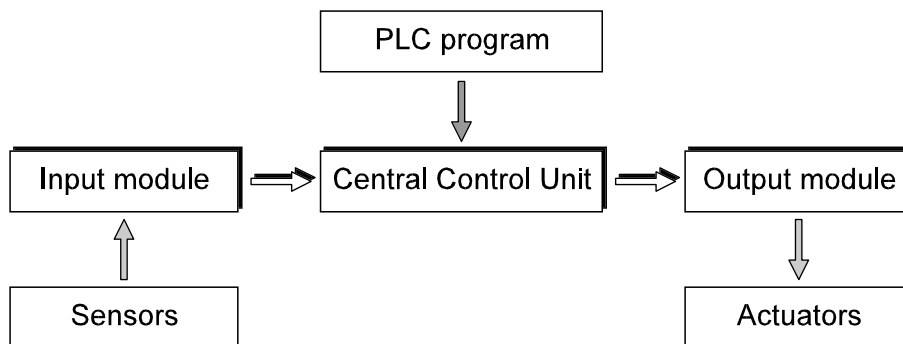 PLC program
Input module
Central Control Unit
Output module
Sensors
Actuators